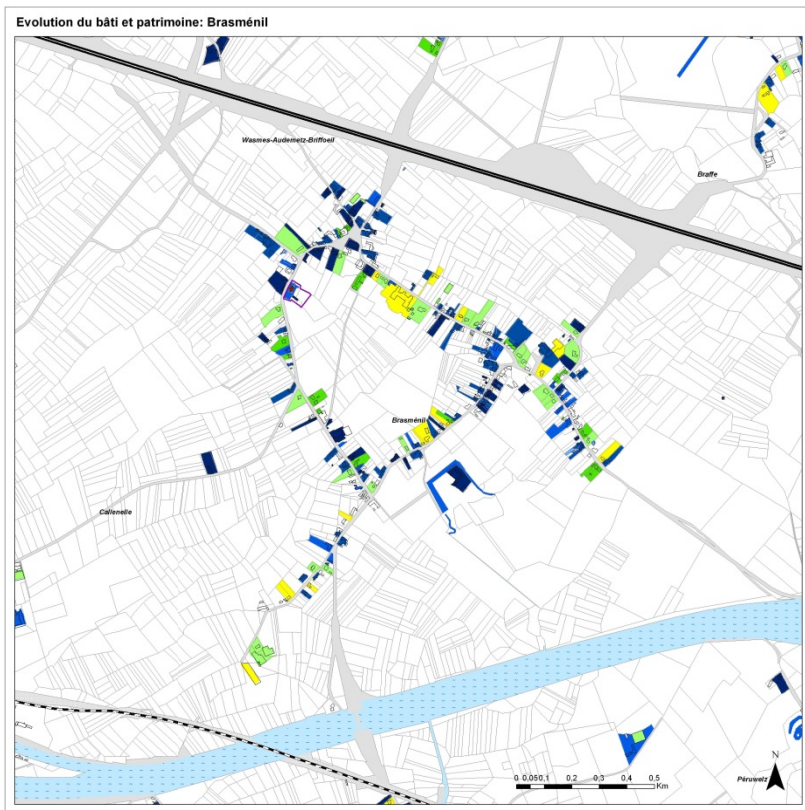 Evolution du bâti et patrimoine: Brasménil
Wasmes-Audemetz-Briffoeil
Braffe
Brasménil
Callenelle
N
0 0,050,1 0,2 0,3 0,4 0,5
Km
Péruwelz